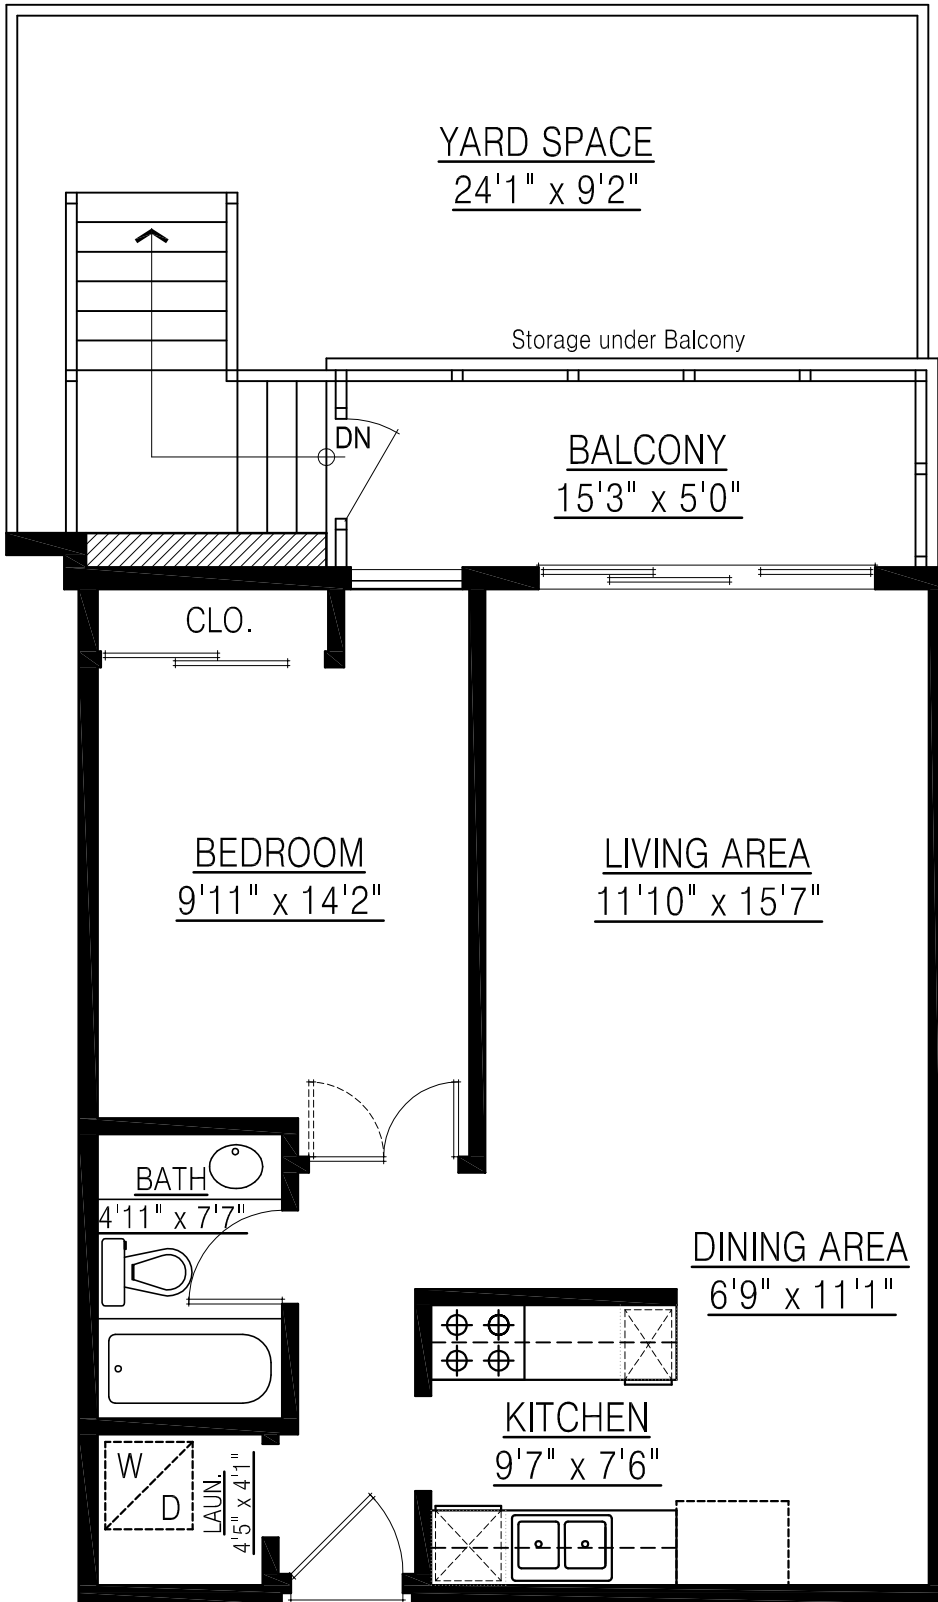 YARD SPACE
24'1" x 9'2"
Storage under Balcony
DN
BALCONY
15'3" x 5'0"
CLO.
BEDROOM
9'11" x 14'2"
LIVING AREA
11'10" x 15'7"
BATH
4'11" x 7'7"
DINING AREA
6'9" x 11'1"
KITCHEN
9'7" x 7'6"
W
D
LAUN.
4'5" x 4'1"